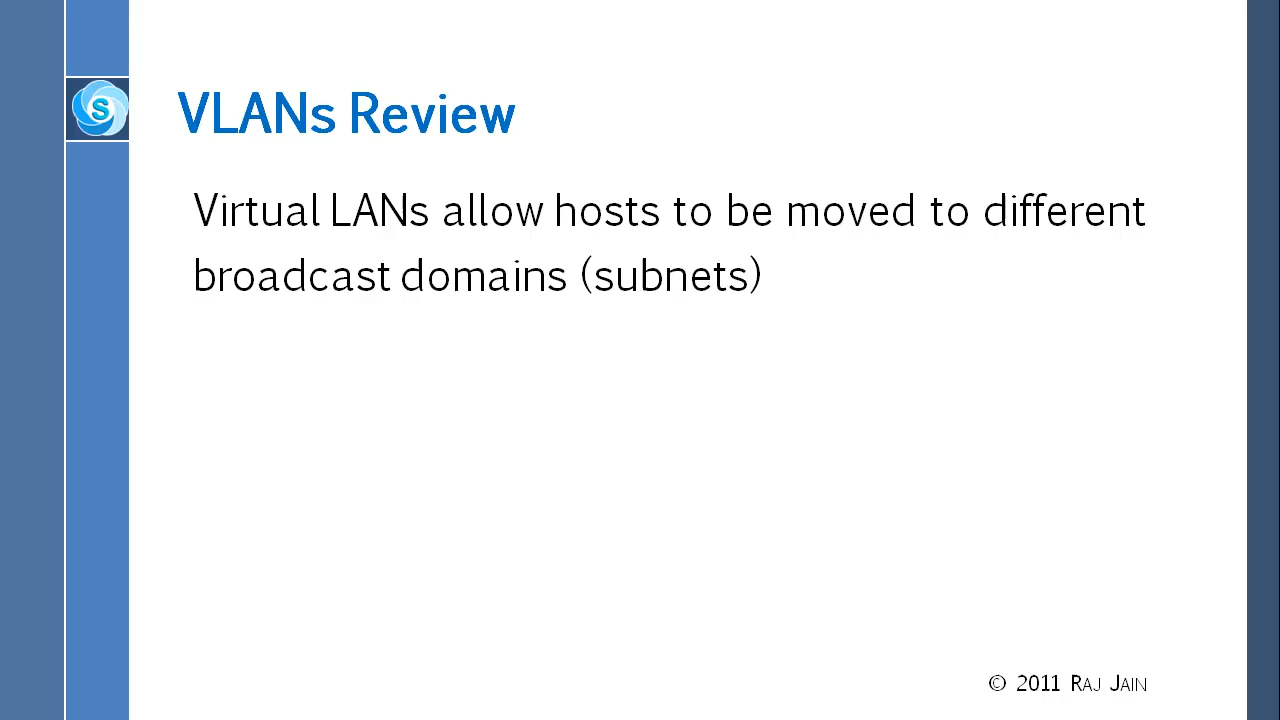 S
VLANs Review
Virtual LANs allow hosts to be moved to different
broadcast domains (subnets)
© 2011 RAJ JAIN